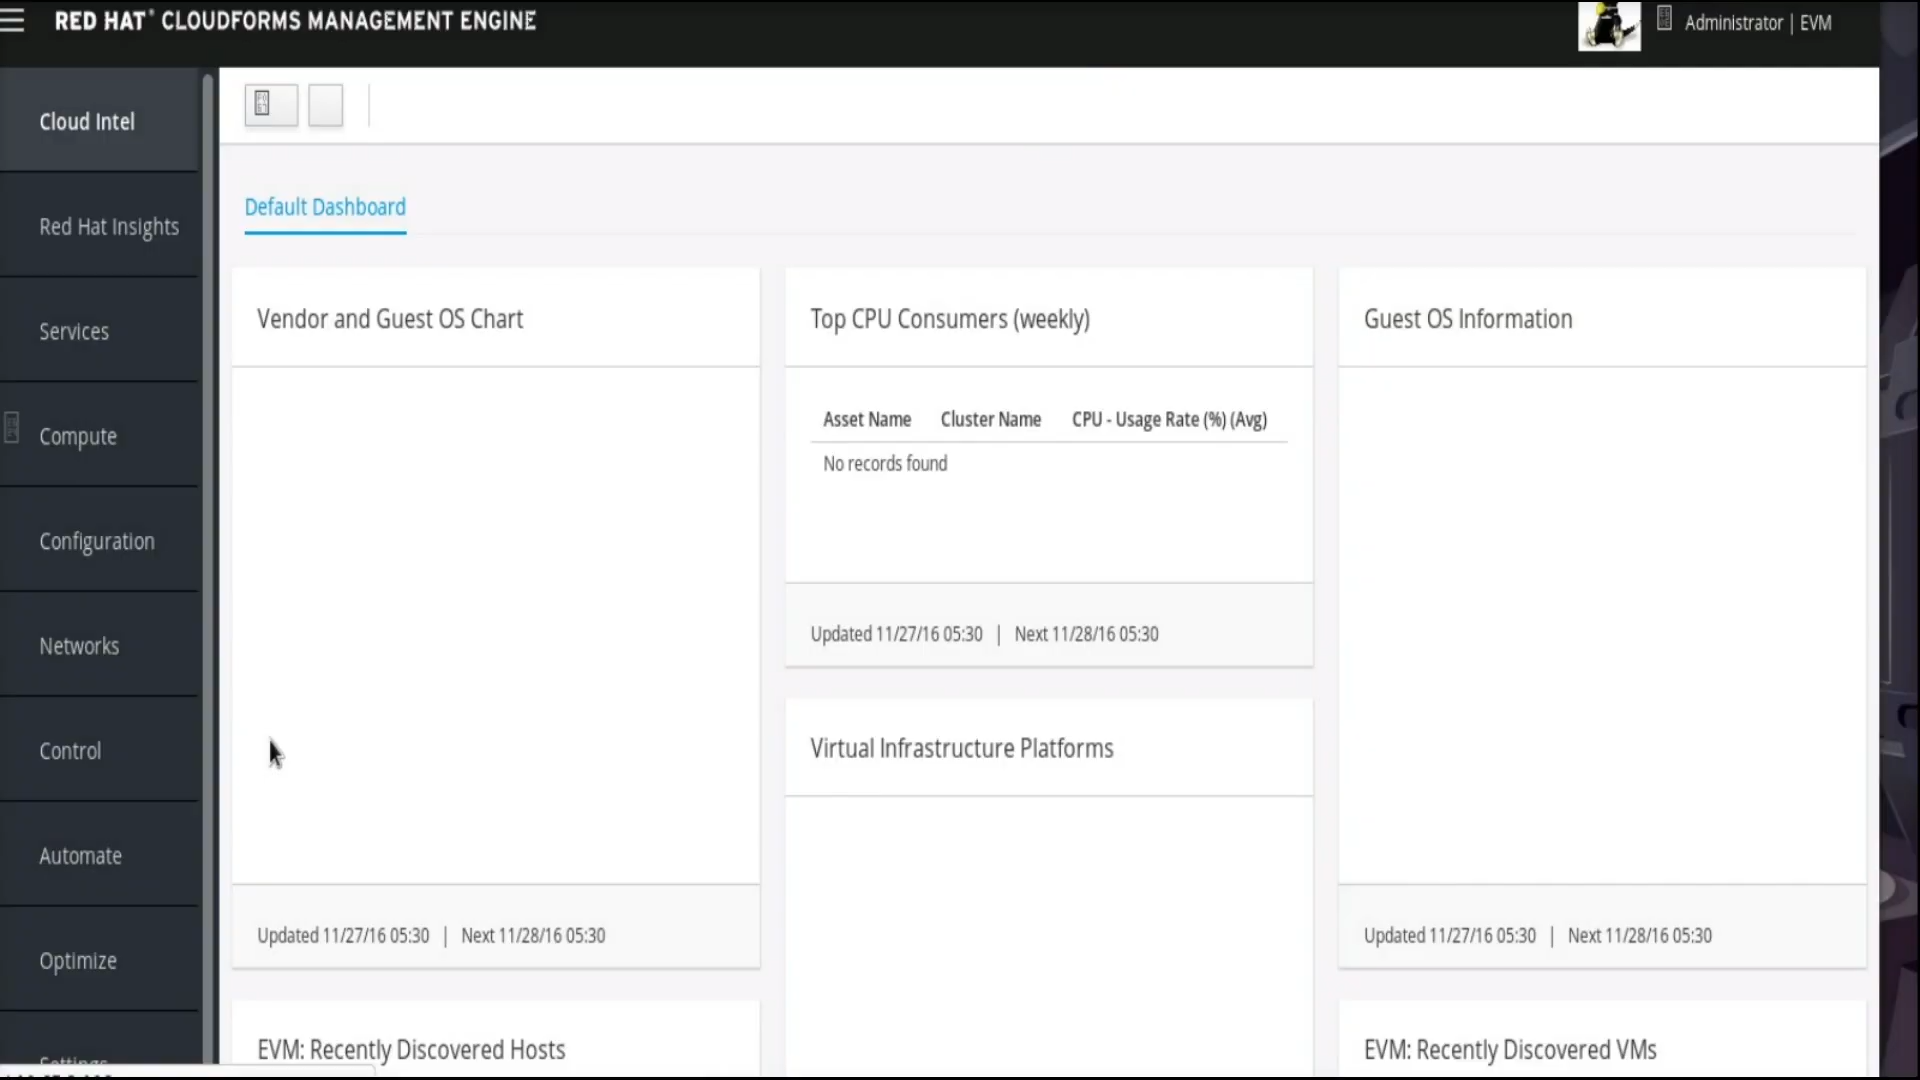 RED HAT® CLOUDFORMS MANAGEMENT ENGINE
Administrator | EVM
Cloud Intel
Red Hat Insights
Services
Compute
Configuration
Networks
Control
Automate
Optimize
Settings
Default Dashboard
Vendor and Guest OS Chart
Updated 11/27/16 05:30 | Next 11/28/16 05:30
EVM: Recently Discovered Hosts
Top CPU Consumers (weekly)
Asset Name Cluster Name CPU - Usage Rate (%) (Avg)
No records found
Updated 11/27/16 05:30 | Next 11/28/16 05:30
Virtual Infrastructure Platforms
Guest OS Information
Updated 11/27/16 05:30 | Next 11/28/16 05:30
EVM: Recently Discovered VMs